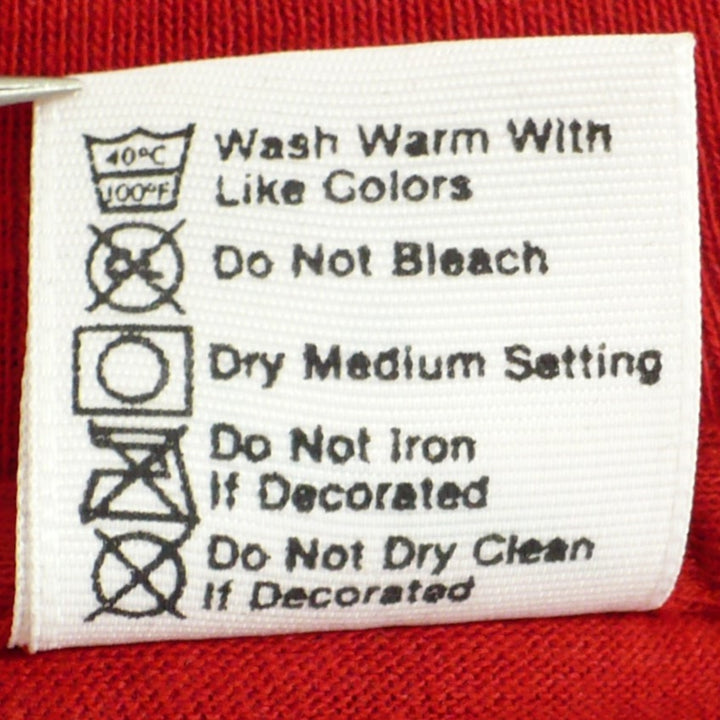 40°C
100°F
Wash Warm With
Like Colors
CL
Do Not Bleach
Dry Medium Setting
Do Not Iron
If Decorated
Do Not Dry Clean
If Decorated